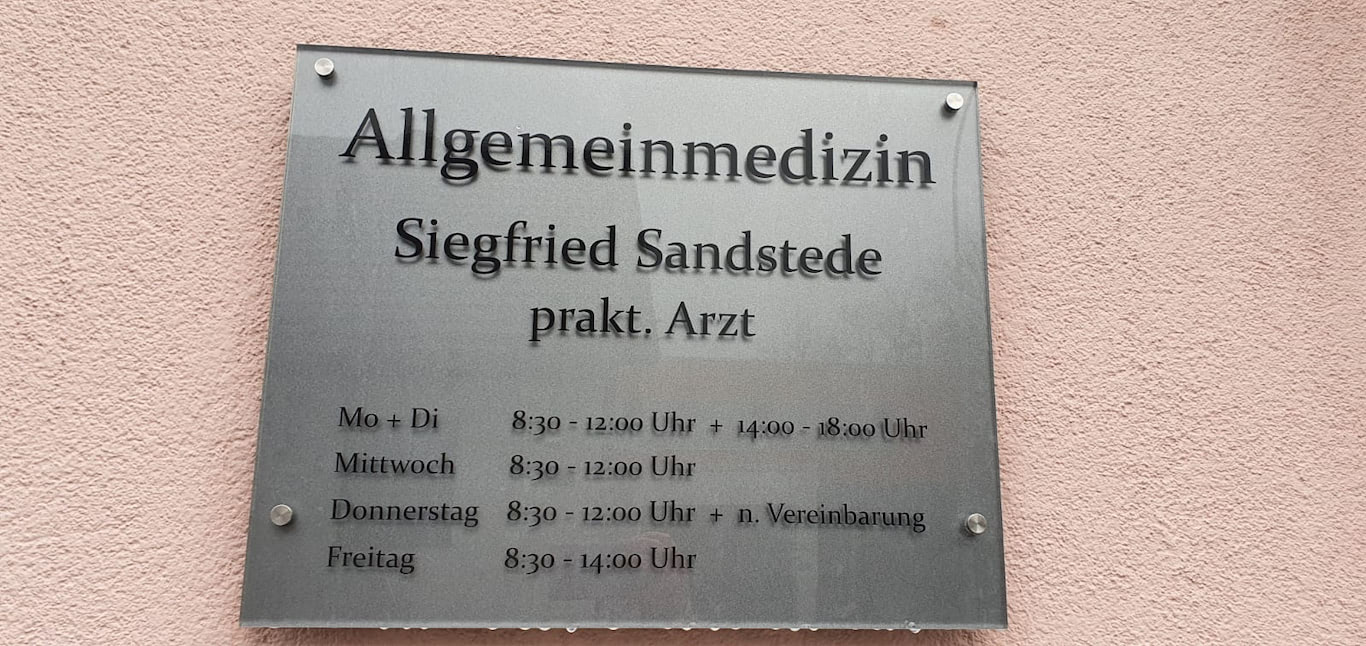 Allgemeinmedizin
Siegfried Sandstede
prakt. Arzt
Mo + Di 8:30 - 12:00 Uhr + 14:00 - 18:00 Uhr
Mittwoch 8:30 - 12:00 Uhr
Donnerstag 8:30 - 12:00 Uhr + n. Vereinbarung
Freitag 8:30 - 14:00 Uhr